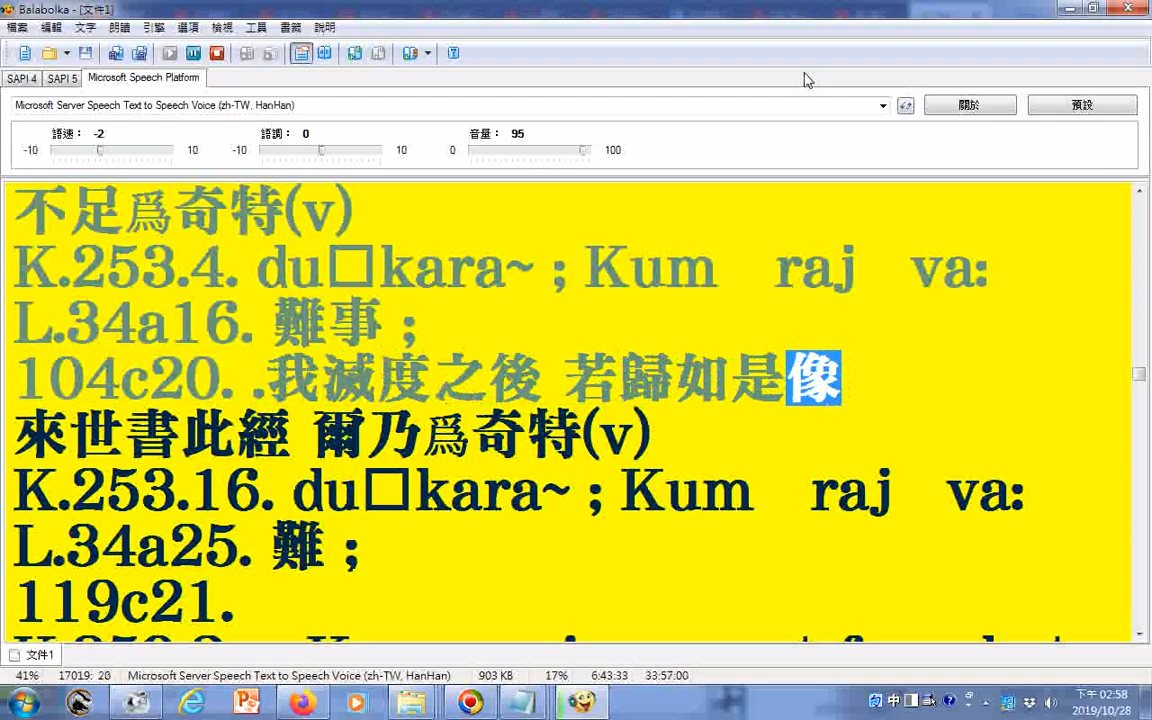 Balabolka - [文件1]
檔案 編輯 文字 朗讀 引擎 選項 檢視 工具 書籤 說明
SAPI 4 SAPI 5 Microsoft Speech Platform
Microsoft Server Speech Text to Speech Voice (zh-TW, HanHan) 關於 預設
語速： -2 語調： 0 音量： 95
-10 10 -10 10 0 100
不足爲奇特(v)
K.253.4. du□kara~ ; Kum raj va:
L.34a16. 難事 ;
104c20. .我滅度之後 若歸如是像
來世書此經 爾乃爲奇特(v)
K.253.16. du□kara~ ; Kum raj va:
L.34a25. 難 ;
119c21.
文件1
41% 17019: 20 Microsoft Server Speech Text to Speech Voice (zh-TW, HanHan) 903 KB 17% 6:43:33 33:57:00
中 下午 02:58
2019/10/28